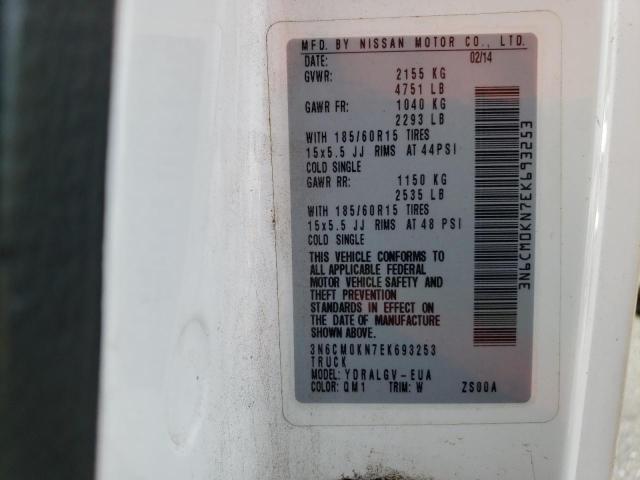 MFD. BY NISSAN MOTOR CO., LTD.
DATE: 02/14
GVWR: 2155 KG
4751 LB
GAWR FR: 1040 KG
2293 LB
WITH 185/60R15 TIRES
15x5.5 JJ RIMS AT 44PSI
COLD SINGLE
GAWR RR: 1150 KG
2535 LB
WITH 185/60R15 TIRES
15x5.5 JJ RIMS AT 48 PSI
COLD SINGLE
THIS VEHICLE CONFORMS TO
ALL APPLICABLE FEDERAL
MOTOR VEHICLE SAFETY AND
THEFT PREVENTION
STANDARDS IN EFFECT ON
THE DATE OF MANUFACTURE
SHOWN ABOVE.
3N6CM0KN7EK693253
TRUCK
MODEL: YDRALGV-EUA
COLOR: QM1 TRIM: W ZS00A
3N6CM0KN7EK693253